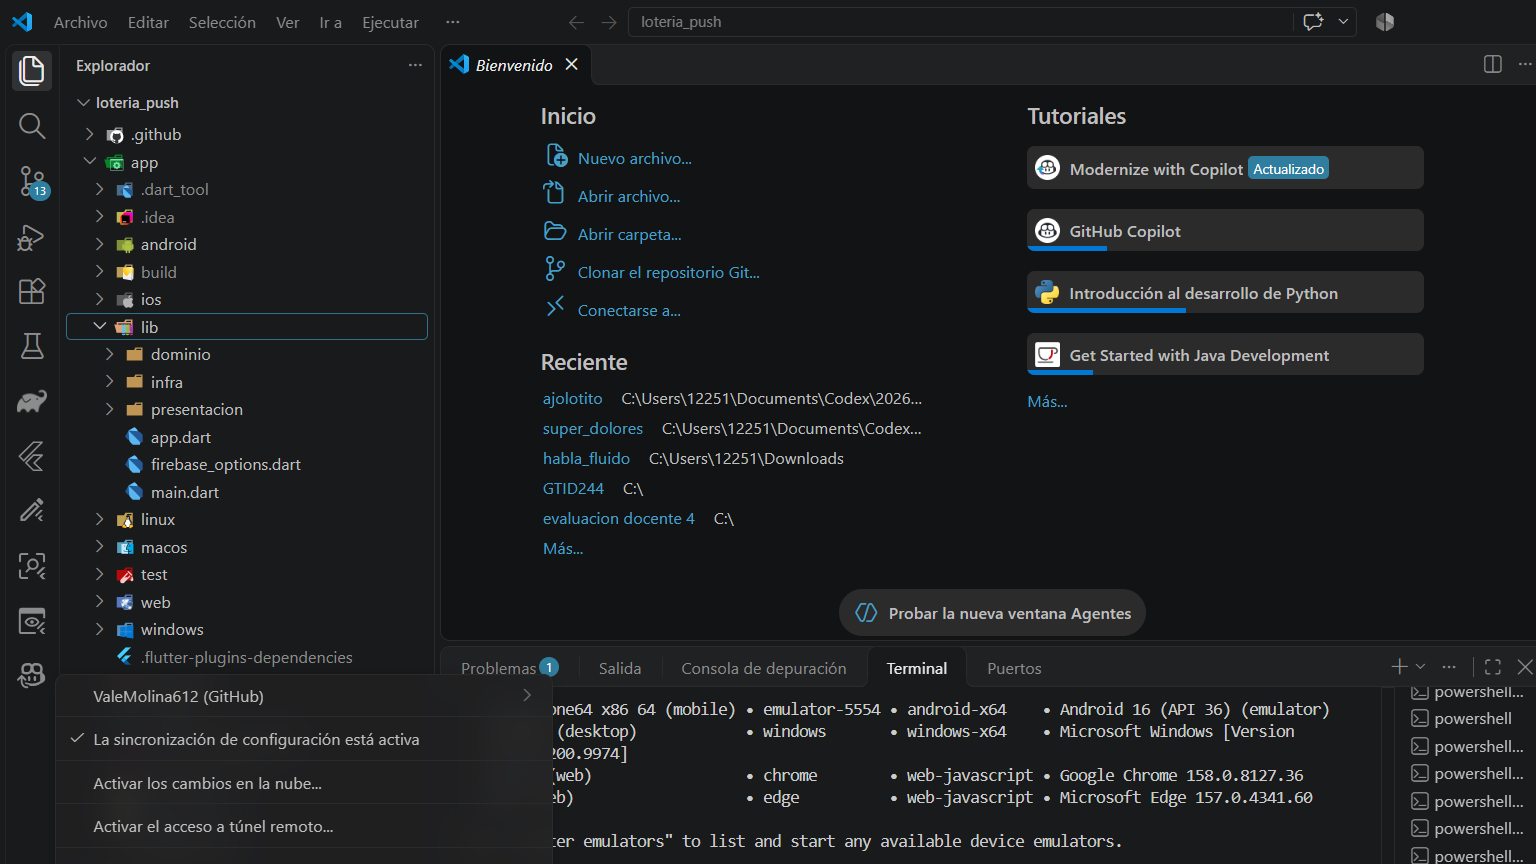 Archivo Editar Selección Ver Ir a Ejecutar ··· loteria_push
Explorador ···
loteria_push
.github
app
.dart_tool
.idea
android
build
ios
lib
dominio
infra
presentacion
app.dart
firebase_options.dart
main.dart
linux
macos
test
web
windows
.flutter-plugins-dependencies
13
Bienvenido
Inicio
Nuevo archivo...
Abrir archivo...
Abrir carpeta...
Clonar el repositorio Git...
Conectarse a...
Reciente
ajolotito C:\Users\12251\Documents\Codex\2026...
super_dolores C:\Users\12251\Documents\Codex...
habla_fluido C:\Users\12251\Downloads
GTID244 C:\
evaluacion docente 4 C:\
Más...
Tutoriales
Modernize with Copilot Actualizado
GitHub Copilot
Introducción al desarrollo de Python
Get Started with Java Development
Más...
Probar la nueva ventana Agentes
Problemas 1 Salida Consola de depuración Terminal Puertos
one64 x86 64 (mobile) • emulator-5554 • android-x64 • Android 16 (API 36) (emulator)
(desktop) • windows • windows-x64 • Microsoft Windows [Version
200.9974]
(web) • chrome • web-javascript • Google Chrome 158.0.8127.36
eb) • edge • web-javascript • Microsoft Edge 157.0.4341.60
ter emulators" to list and start any available device emulators.
powershell...
powershell
powershell...
powershell...
powershell...
powershell...
powershell...
ValeMolina612 (GitHub)
La sincronización de configuración está activa
Activar los cambios en la nube...
Activar el acceso a túnel remoto...